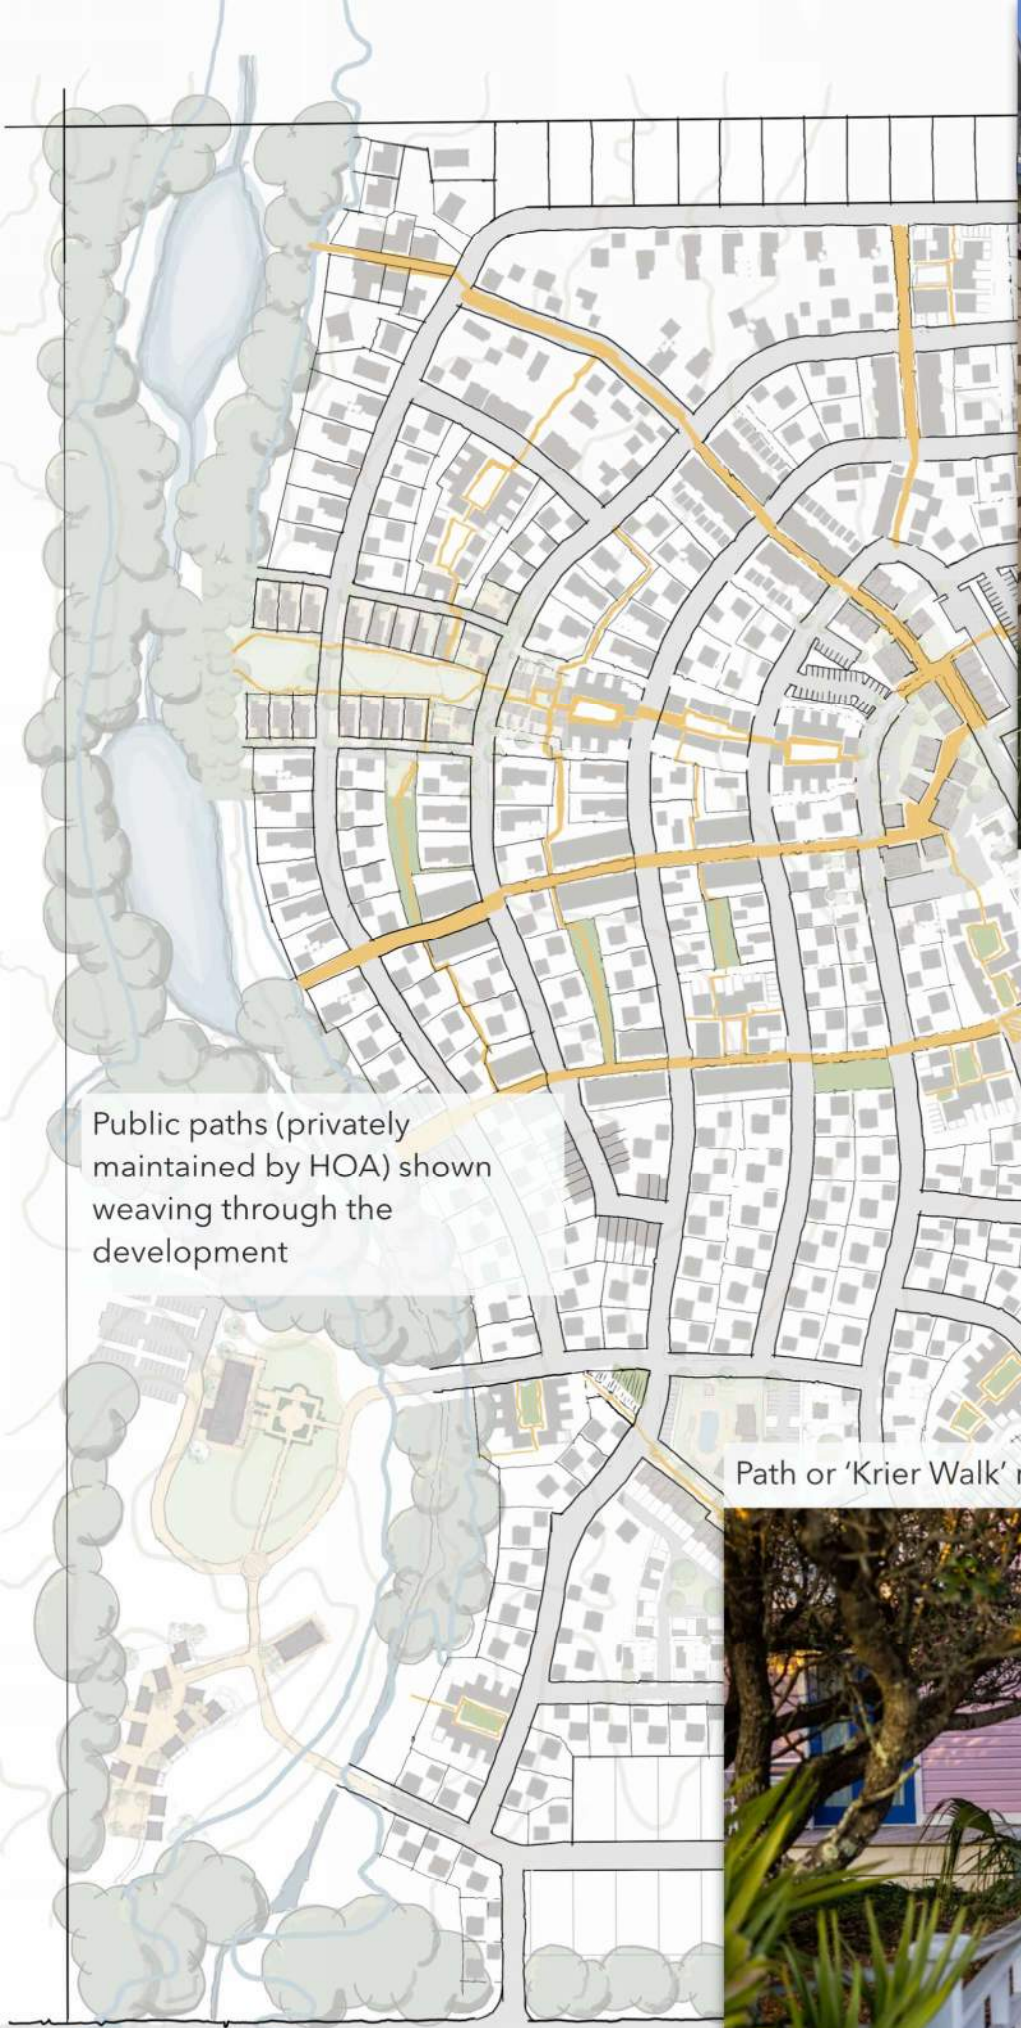 Public paths (privately
maintained by HOA) shown
weaving through the
development
Path or ‘Krier Walk’